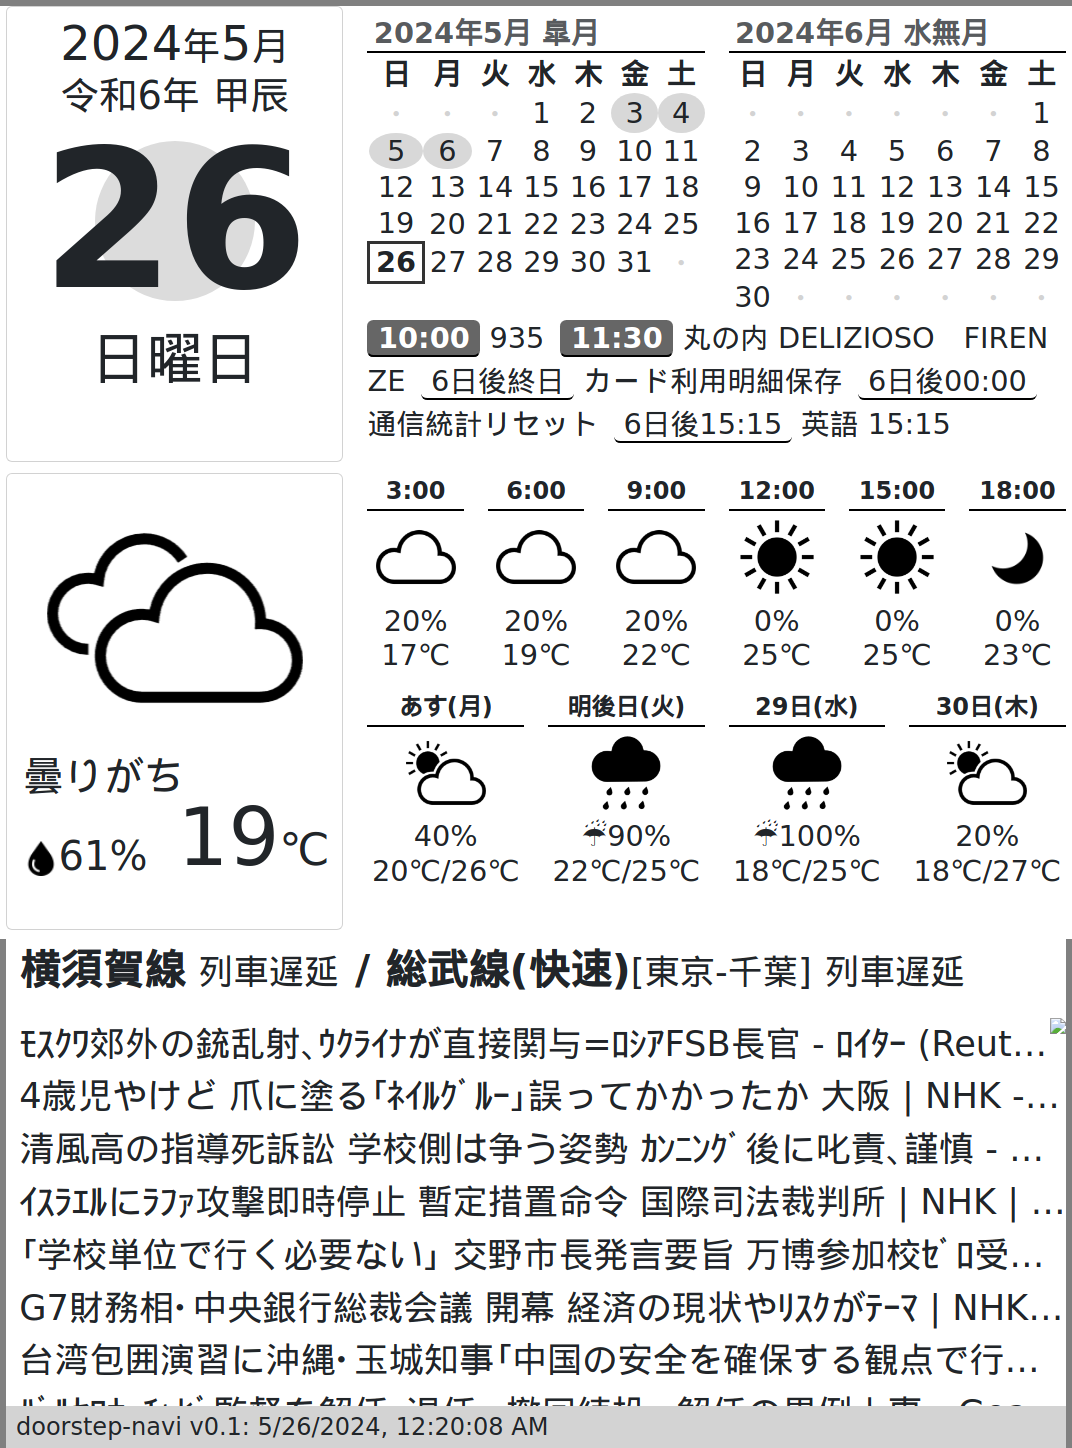 2024年5月
令和6年 甲辰
26
日曜日
2024年5月 皐月
日 月 火 水 木 金 土
1 2 3 4
5 6 7 8 9 10 11
12 13 14 15 16 17 18
19 20 21 22 23 24 25
26 27 28 29 30 31
2024年6月 水無月
日 月 火 水 木 金 土
1
2 3 4 5 6 7 8
9 10 11 12 13 14 15
16 17 18 19 20 21 22
23 24 25 26 27 28 29
30
10:00 935 11:30 丸の内 DELIZIOSO FIREN
ZE 6日後終日 カード利用明細保存 6日後00:00
通信統計リセット 6日後15:15 英語 15:15
曇りがち
61% 19℃
3:00 6:00 9:00 12:00 15:00 18:00
20% 20% 20% 0% 0% 0%
17℃ 19℃ 22℃ 25℃ 25℃ 23℃
あす(月) 明後日(火) 29日(水) 30日(木)
40% ☔90% ☔100% 20%
20℃/26℃ 22℃/25℃ 18℃/25℃ 18℃/27℃
横須賀線 列車遅延 / 総武線(快速)[東京-千葉] 列車遅延
ﾓｽｸﾜ郊外の銃乱射､ｳｸﾗｲﾅが直接関与=ﾛｼｱFSB長官 - ﾛｲﾀｰ (Reut…
4歳児やけど 爪に塗る｢ﾈｲﾙｸﾞﾙｰ｣誤ってかかったか 大阪 | NHK -…
清風高の指導死訴訟 学校側は争う姿勢 ｶﾝﾆﾝｸﾞ後に叱責､謹慎 - …
ｲｽﾗｴﾙにﾗﾌｧ攻撃即時停止 暫定措置命令 国際司法裁判所 | NHK | …
｢学校単位で行く必要ない｣ 交野市長発言要旨 万博参加校ｾﾞﾛ受…
G7財務相･中央銀行総裁会議 開幕 経済の現状やﾘｽｸがﾃｰﾏ | NHK…
台湾包囲演習に沖縄･玉城知事｢中国の安全を確保する観点で行…
doorstep-navi v0.1: 5/26/2024, 12:20:08 AM